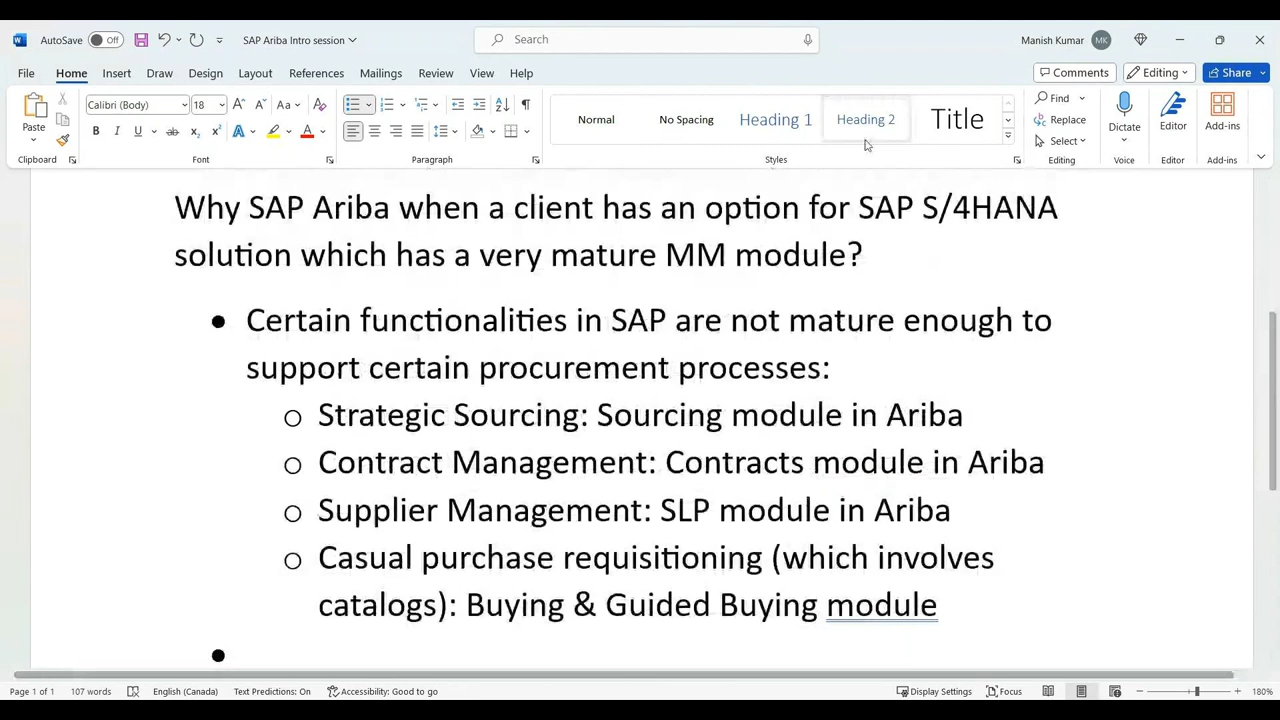 AutoSave Off SAP Ariba Intro session Search Manish Kumar MK
File Home Insert Draw Design Layout References Mailings Review View Help Comments Editing Share
Paste Calibri (Body) 18 Normal No Spacing Heading 1 Heading 2 Title Find Replace Select Dictate Editor Add-ins
Clipboard Font Paragraph Styles Editing Voice Editor Add-ins
Why SAP Ariba when a client has an option for SAP S/4HANA
solution which has a very mature MM module?
• Certain functionalities in SAP are not mature enough to
support certain procurement processes:
o Strategic Sourcing: Sourcing module in Ariba
o Contract Management: Contracts module in Ariba
o Supplier Management: SLP module in Ariba
o Casual purchase requisitioning (which involves
catalogs): Buying & Guided Buying module
•
Page 1 of 1 107 words English (Canada) Text Predictions: On Accessibility: Good to go Display Settings Focus 180%